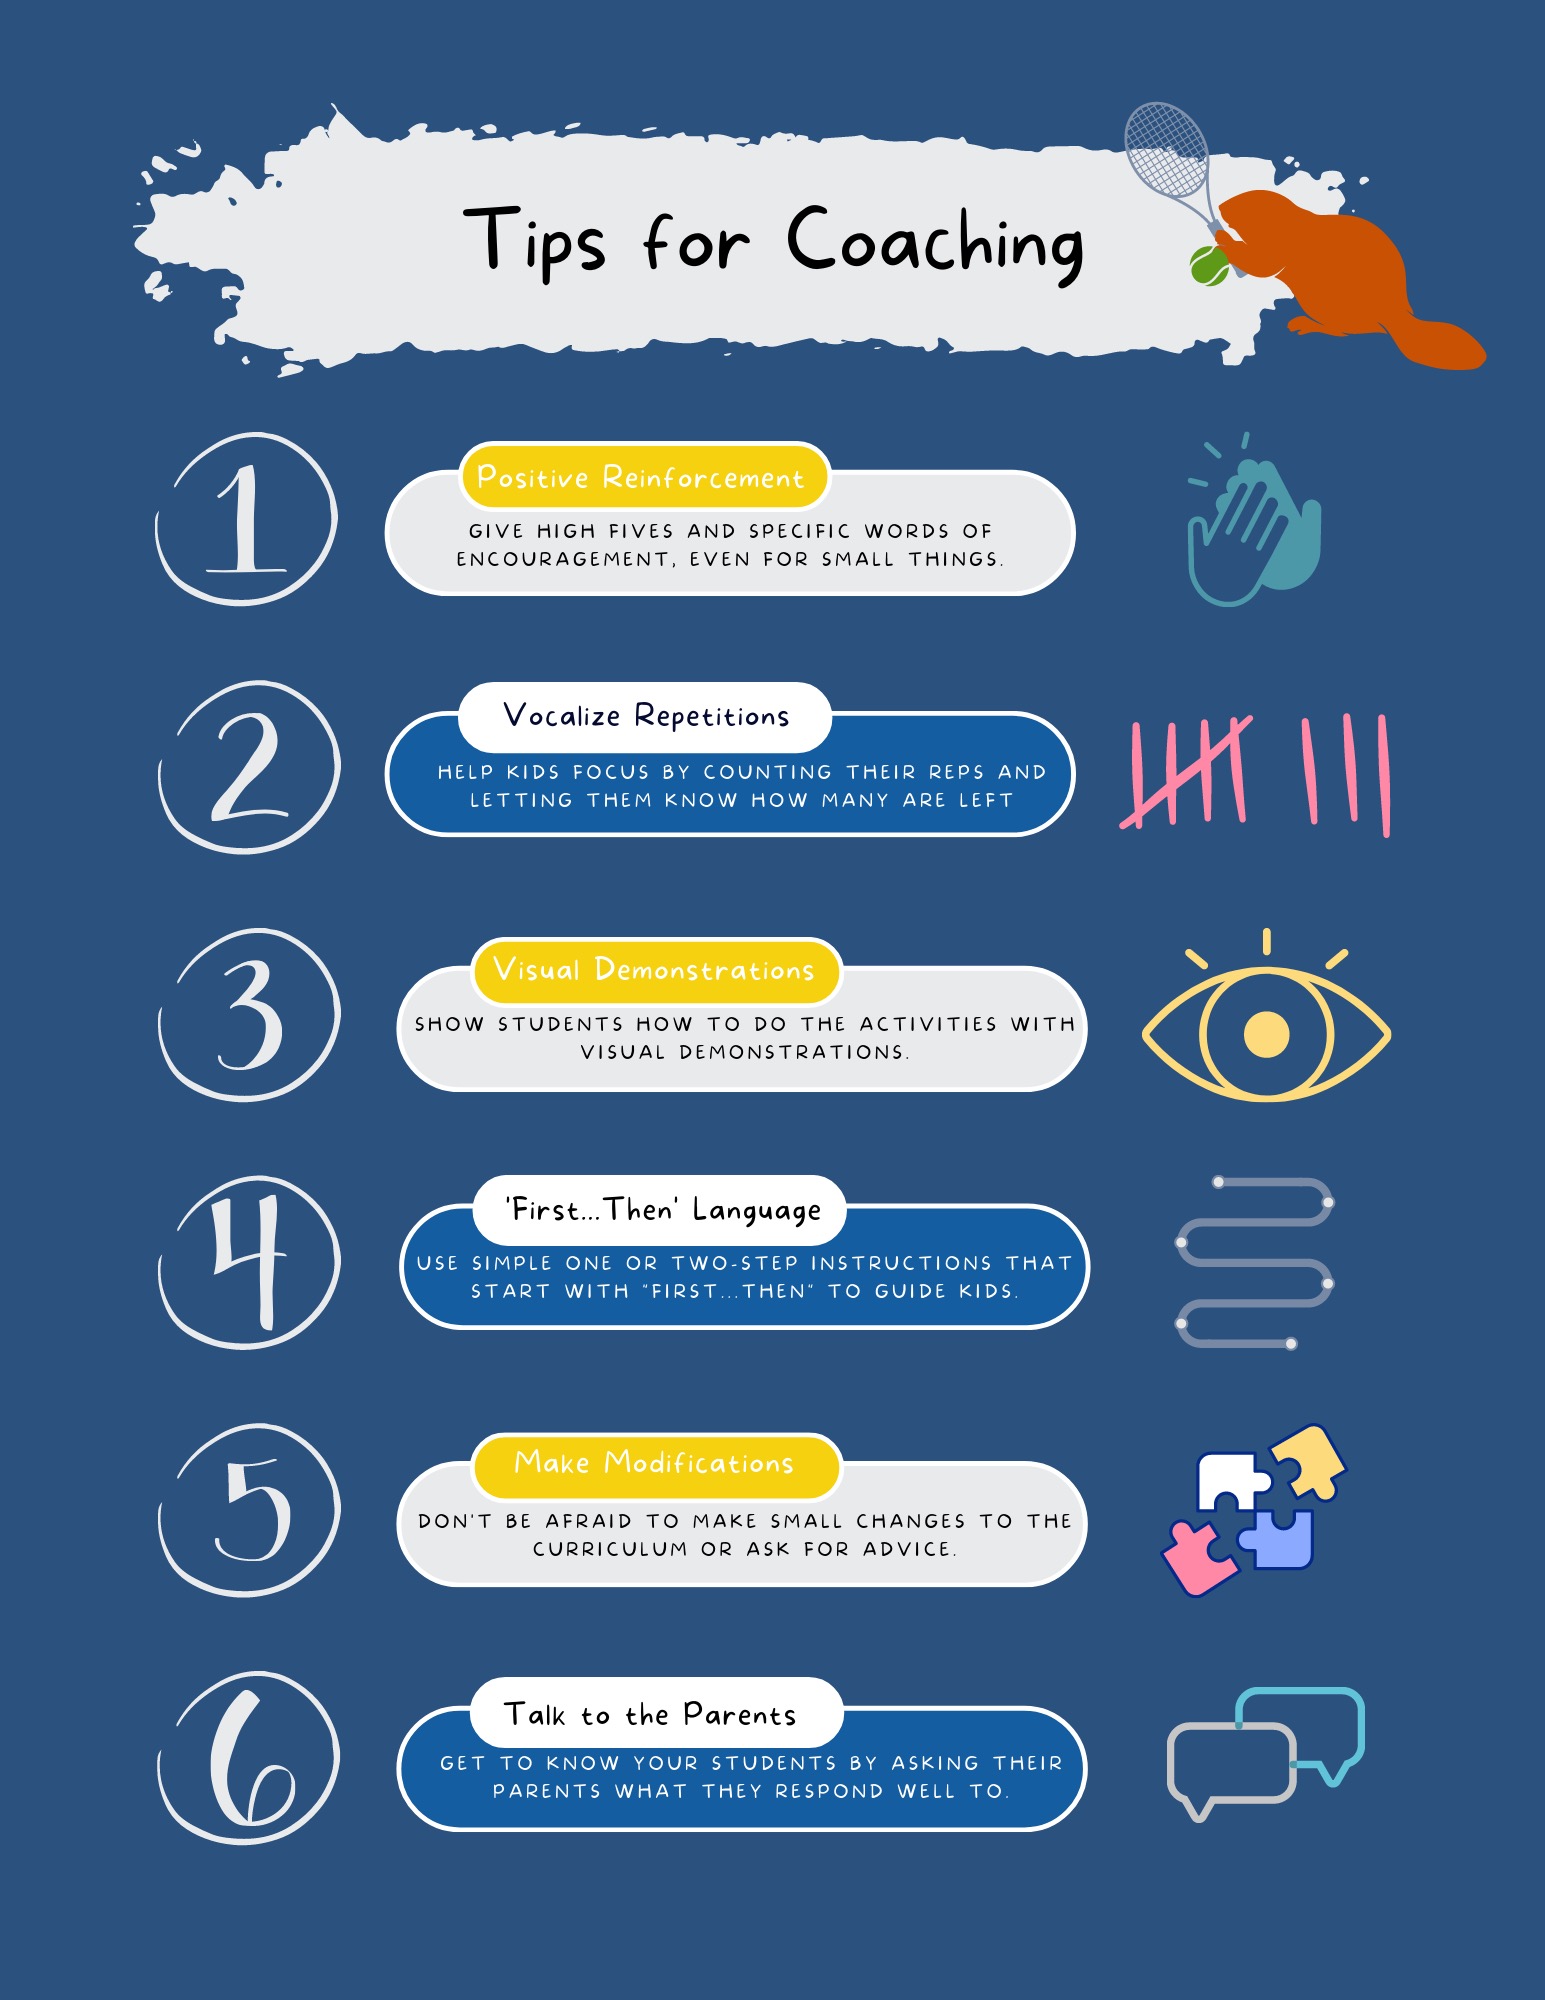 Tips for Coaching
1
Positive Reinforcement
GIVE HIGH FIVES AND SPECIFIC WORDS OF
ENCOURAGEMENT, EVEN FOR SMALL THINGS.
2
Vocalize Repetitions
HELP KIDS FOCUS BY COUNTING THEIR REPS AND
LETTING THEM KNOW HOW MANY ARE LEFT
3
Visual Demonstrations
SHOW STUDENTS HOW TO DO THE ACTIVITIES WITH
VISUAL DEMONSTRATIONS.
4
'First...Then' Language
USE SIMPLE ONE OR TWO-STEP INSTRUCTIONS THAT
START WITH "FIRST...THEN" TO GUIDE KIDS.
5
Make Modifications
DON'T BE AFRAID TO MAKE SMALL CHANGES TO THE
CURRICULUM OR ASK FOR ADVICE.
6
Talk to the Parents
GET TO KNOW YOUR STUDENTS BY ASKING THEIR
PARENTS WHAT THEY RESPOND WELL TO.